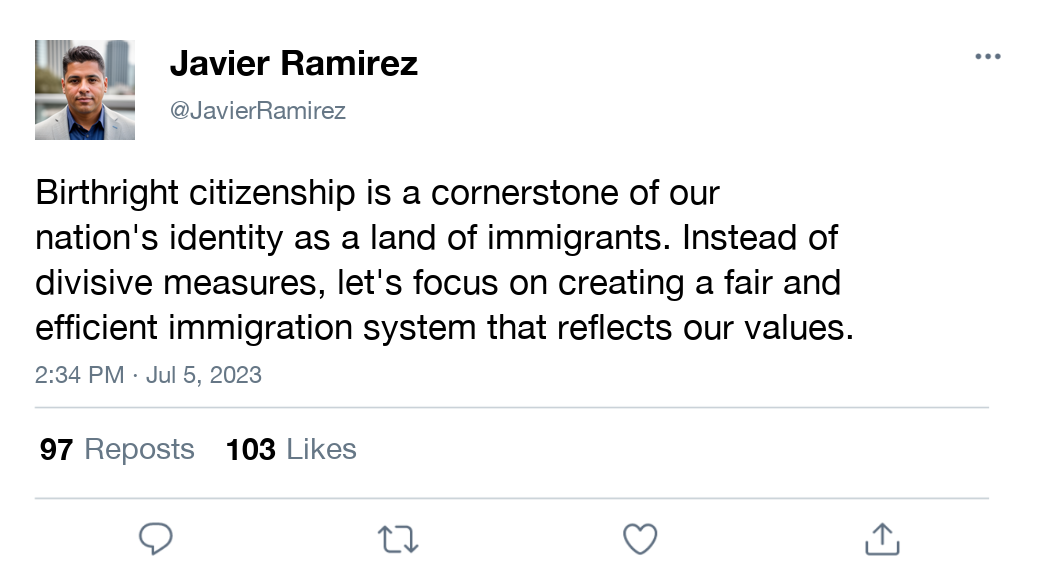 Javier Ramirez
@JavierRamirez
Birthright citizenship is a cornerstone of our
nation's identity as a land of immigrants. Instead of
divisive measures, let's focus on creating a fair and
efficient immigration system that reflects our values.
2:34 PM · Jul 5, 2023
97 Reposts 103 Likes